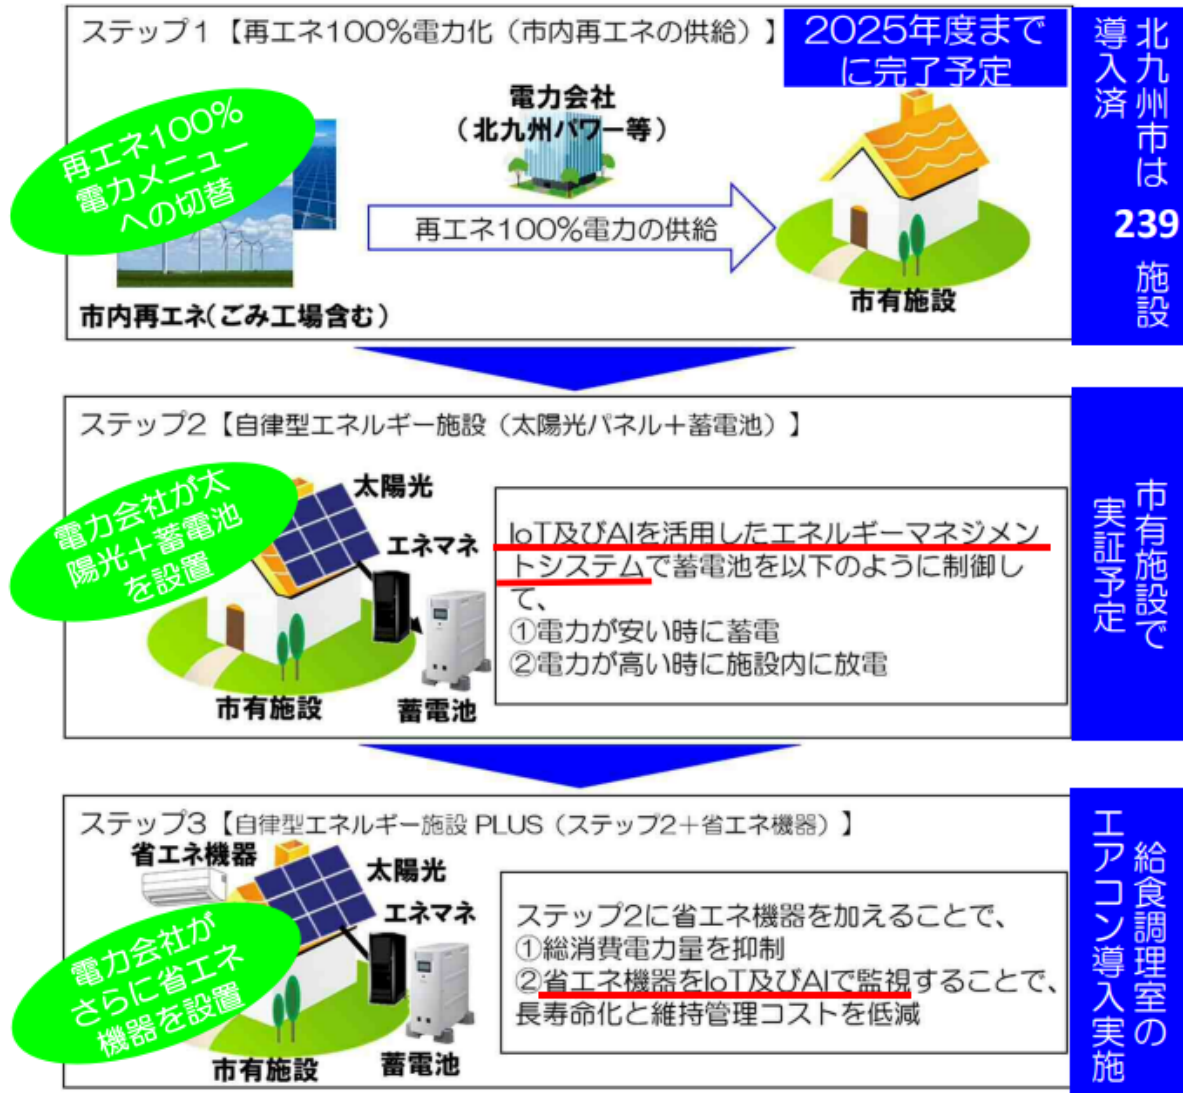 ステップ1【再エネ100%電力化（市内再エネの供給）】
2025年度まで
に完了予定
再エネ100%
電力メニュー
への切替
電力会社
（北九州パワー等）
再エネ100%電力の供給
市内再エネ(ごみ工場含む)
市有施設
北九州市は239施設
導入済
ステップ2【自律型エネルギー施設（太陽光パネル＋蓄電池）】
電力会社が太
陽光＋蓄電池
を設置
太陽光
エネマネ
市有施設
蓄電池
IoT及びAIを活用したエネルギーマネジメン
トシステムで蓄電池を以下のように制御し
て、
①電力が安い時に蓄電
②電力が高い時に施設内に放電
市有施設で
実証予定
ステップ3【自律型エネルギー施設 PLUS（ステップ2＋省エネ機器）】
省エネ機器
太陽光
エネマネ
電力会社が
さらに省エネ
機器を設置
市有施設
蓄電池
ステップ2に省エネ機器を加えることで、
①総消費電力量を抑制
②省エネ機器をIoT及びAIで監視することで、
長寿命化と維持管理コストを低減
給食調理室の
エアコン導入実施